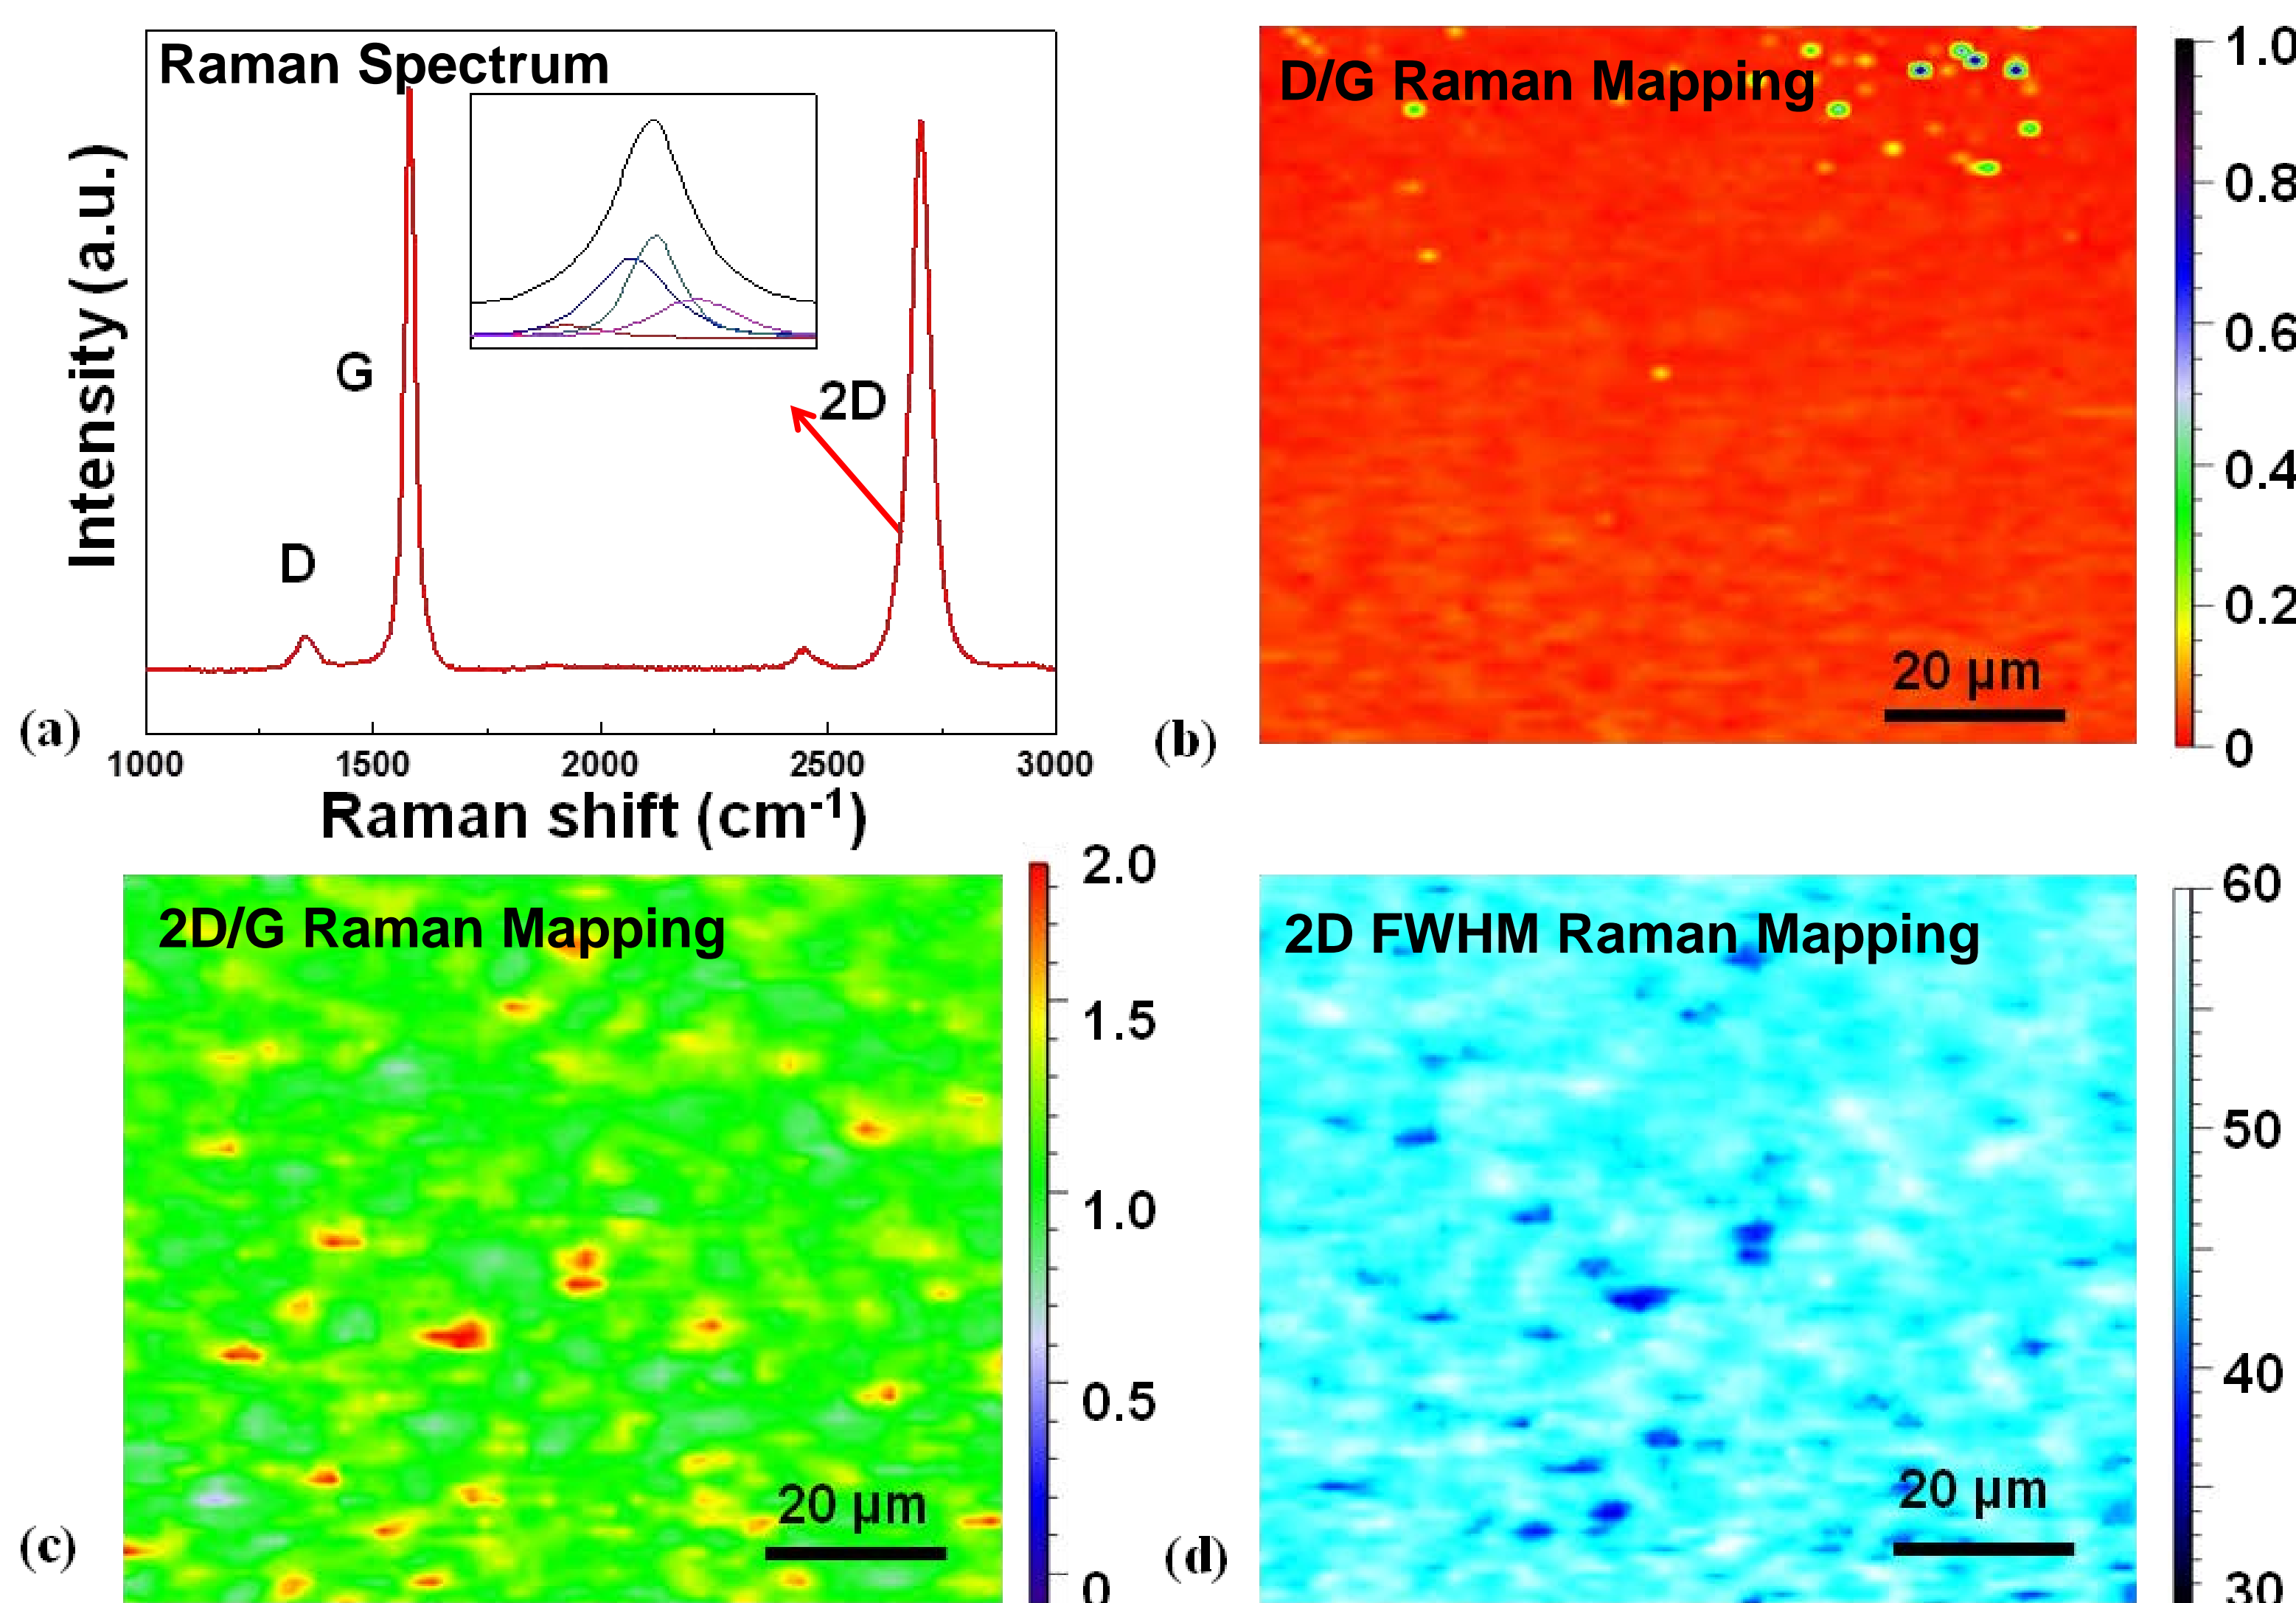 Raman Spectrum
Intensity (a.u.)
D
G
2D
(a)
1000 1500 2000 2500 3000
Raman shift (cm-1)
D/G Raman Mapping
20 μm
(b)
1.0
0.8
0.6
0.4
0.2
0
2D/G Raman Mapping
20 μm
(c)
2.0
1.5
1.0
0.5
0
2D FWHM Raman Mapping
20 μm
(d)
60
50
40
30